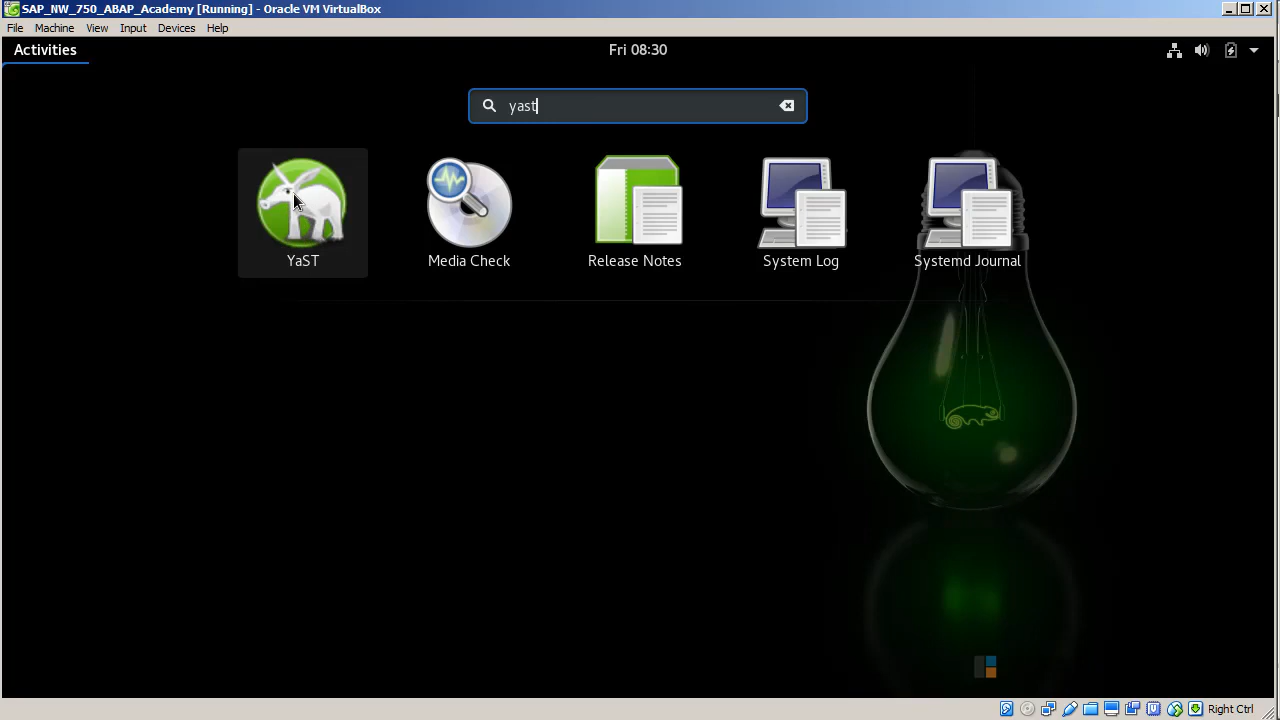 SAP_NW_750_ABAP_Academy [Running] - Oracle VM VirtualBox
File Machine View Input Devices Help
Activities Fri 08:30
yast
YaST Media Check Release Notes System Log Systemd Journal
Right Ctrl